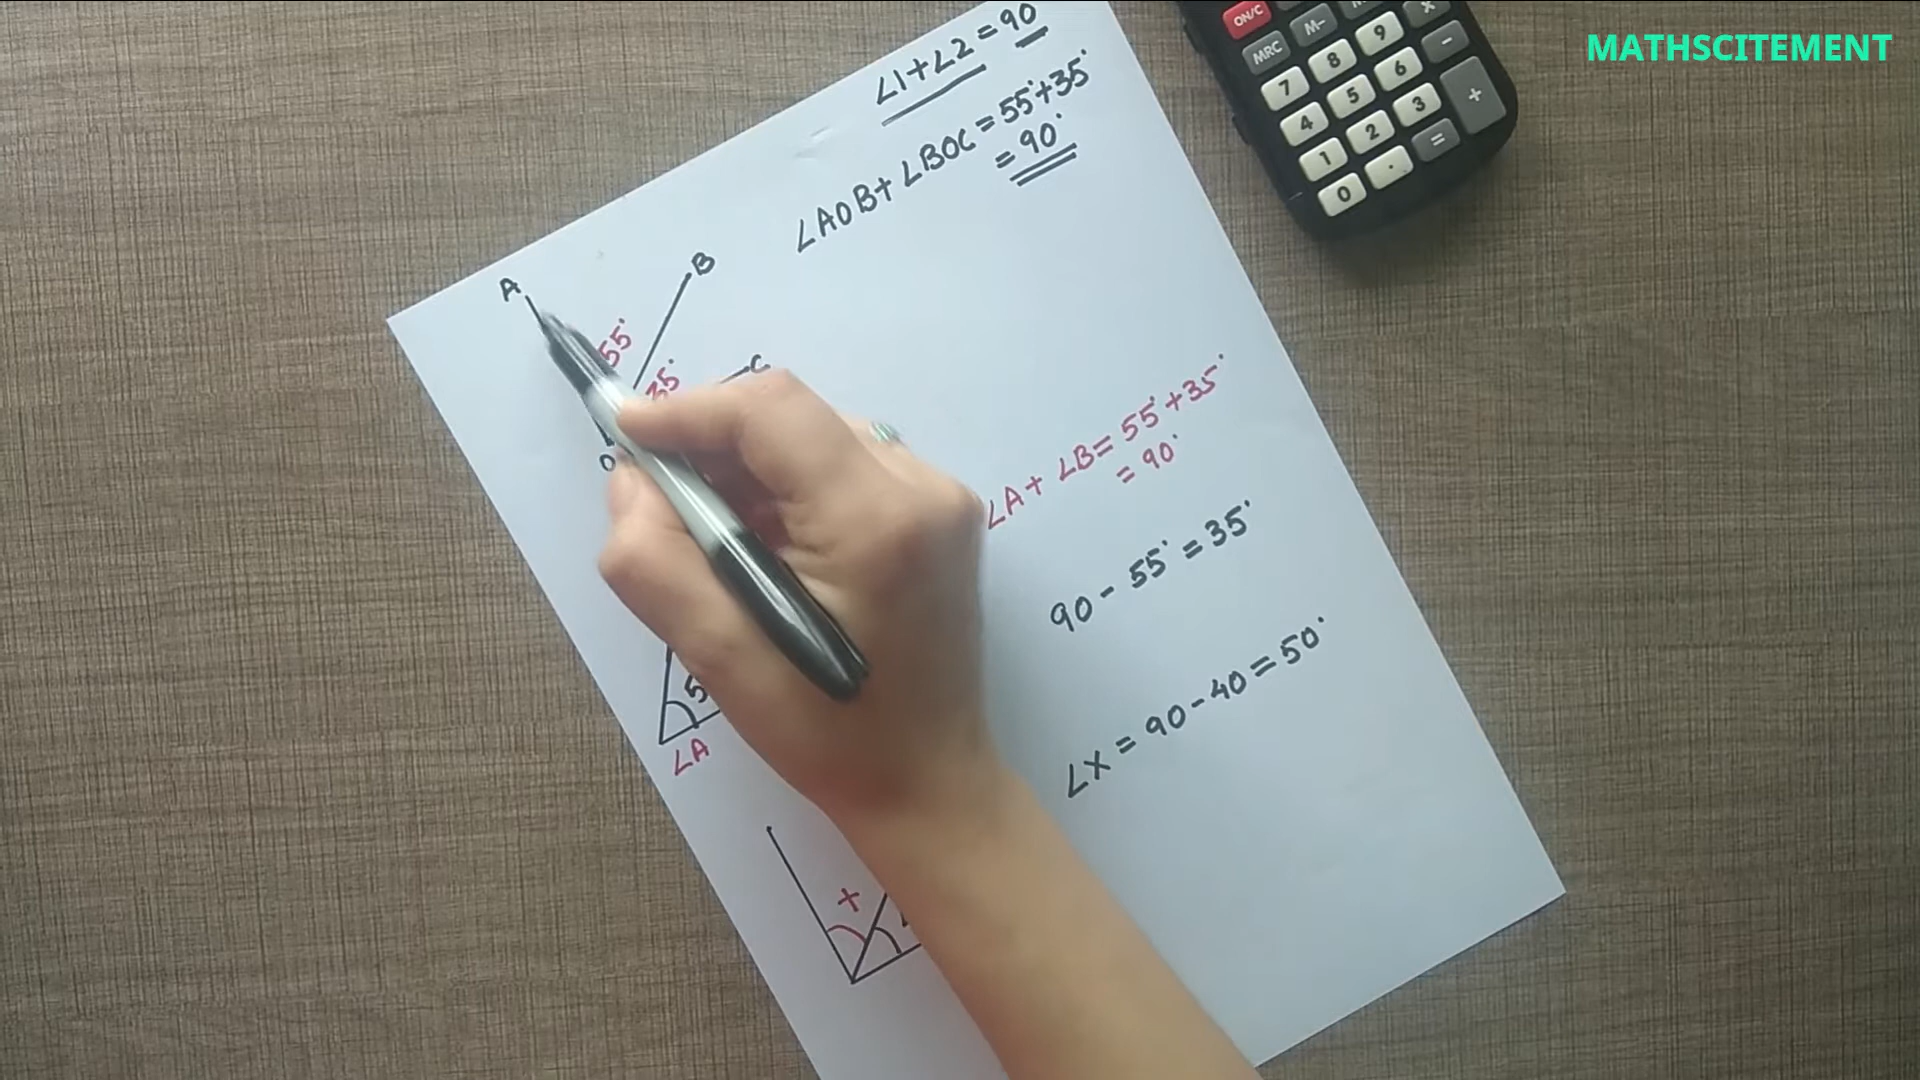 MATHSCITEMENT
∠1+∠2=90
∠AOB+∠BOC=55°+35°
=90°
A
B
55°
35°
C
O
∠A+∠B=55°+35°
=90°
90-55°=35°
∠A
∠X=90-40=50°
x
ON/C
MRC
M-
7
8
9
-
4
5
6
+
1
2
3
0
.
=